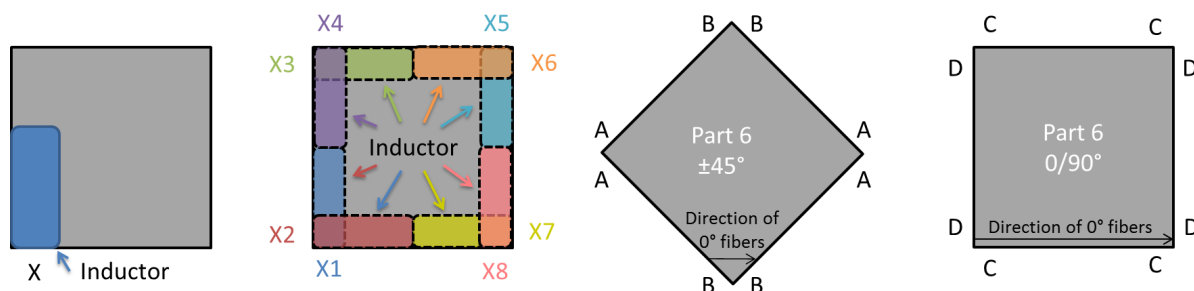 X
Inductor
X4
X5
X3
X6
Inductor
X2
X7
X1
X8
B B
A
A
Part 6
±45°
A
A
Direction of
0° fibers
B B
C
C
D
D
Part 6
0/90°
D
Direction of 0° fibers
D
C
C